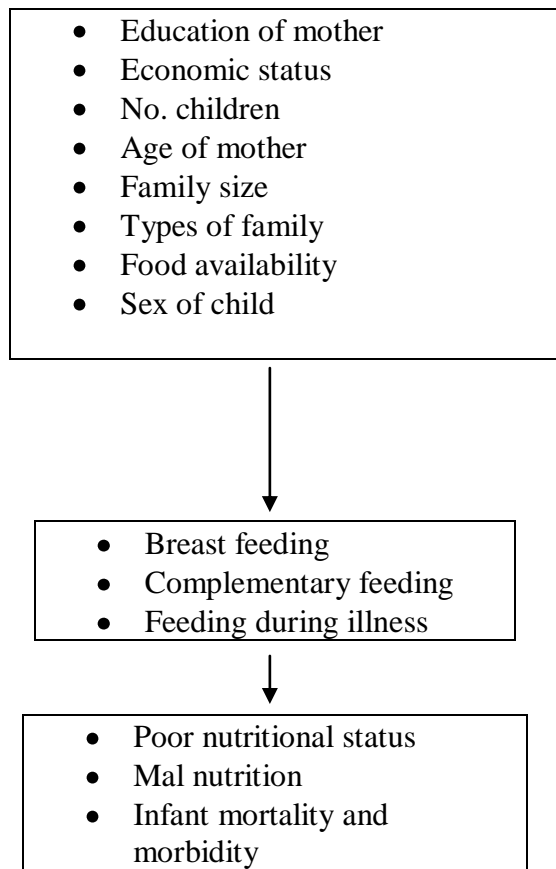 • Education of mother
• Economic status
• No. children
• Age of mother
• Family size
• Types of family
• Food availability
• Sex of child
• Breast feeding
• Complementary feeding
• Feeding during illness
• Poor nutritional status
• Mal nutrition
• Infant mortality and
morbidity